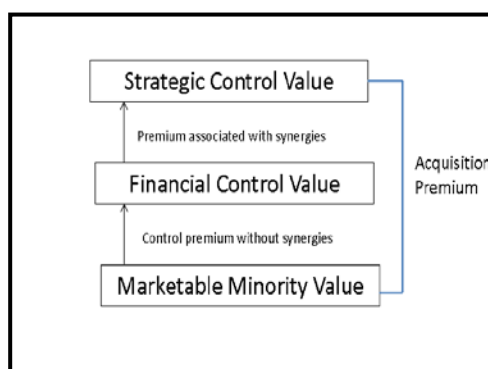 Strategic Control Value
Premium associated with synergies
Acquisition
Premium
Financial Control Value
Control premium without synergies
Marketable Minority Value